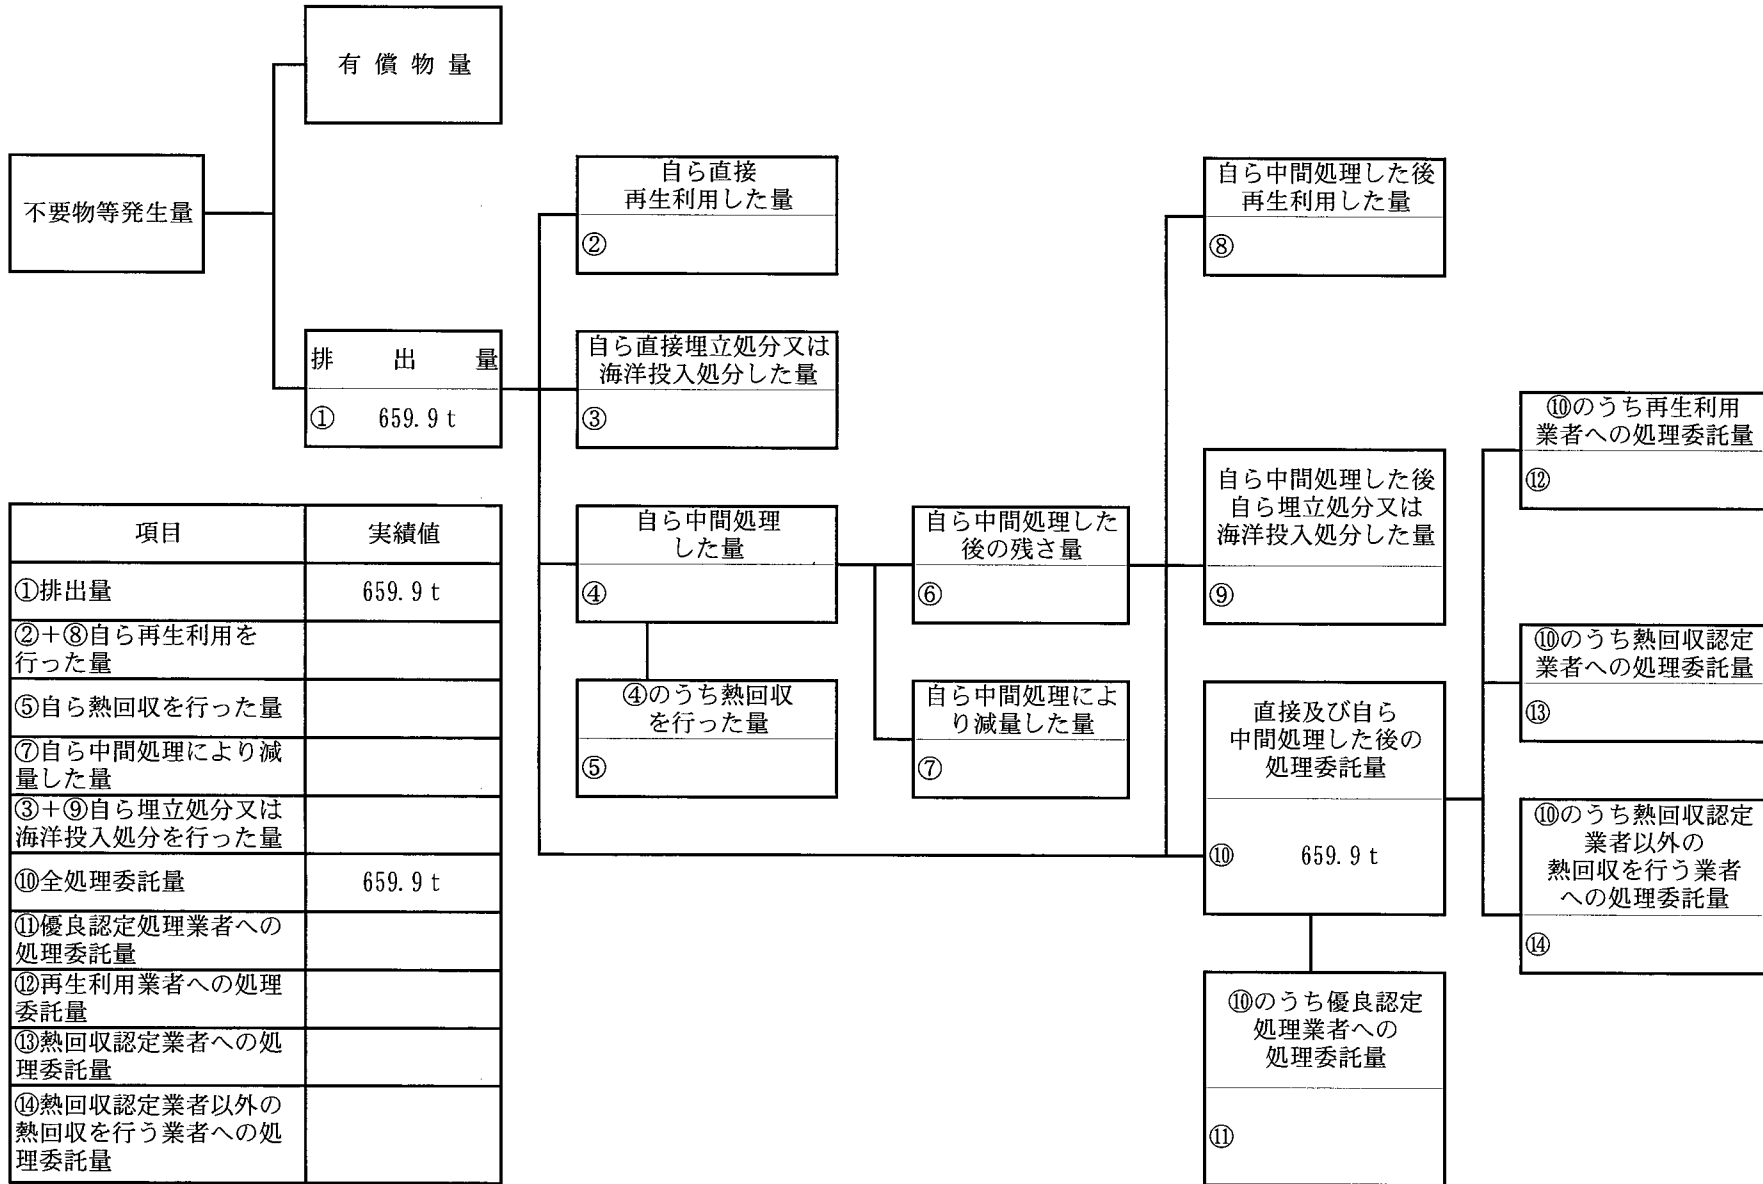 有償物量
不要物等発生量
排出量
① 659.9 t
自ら直接
再生利用した量
②
自ら直接埋立処分又は
海洋投入処分した量
③
自ら中間処理
した量
④
④のうち熱回収
を行った量
⑤
自ら中間処理した
後の残さ量
⑥
自ら中間処理によ
り減量した量
⑦
自ら中間処理した後
再生利用した量
⑧
自ら中間処理した後
自ら埋立処分又は
海洋投入処分した量
⑨
直接及び自ら
中間処理した後の
処理委託量
⑩ 659.9 t
⑩のうち優良認定
処理業者への
処理委託量
⑪
⑩のうち再生利用
業者への処理委託量
⑫
⑩のうち熱回収認定
業者への処理委託量
⑬
⑩のうち熱回収認定
業者以外の
熱回収を行う業者
への処理委託量
⑭
項目 実績値
①排出量 659.9 t
②+⑧自ら再生利用を
行った量
⑤自ら熱回収を行った量
⑦自ら中間処理により減
量した量
③+⑨自ら埋立処分又は
海洋投入処分を行った量
⑩全処理委託量 659.9 t
⑪優良認定処理業者への
処理委託量
⑫再生利用業者への処理
委託量
⑬熱回収認定業者への処
理委託量
⑭熱回収認定業者以外の
熱回収を行う業者への処
理委託量